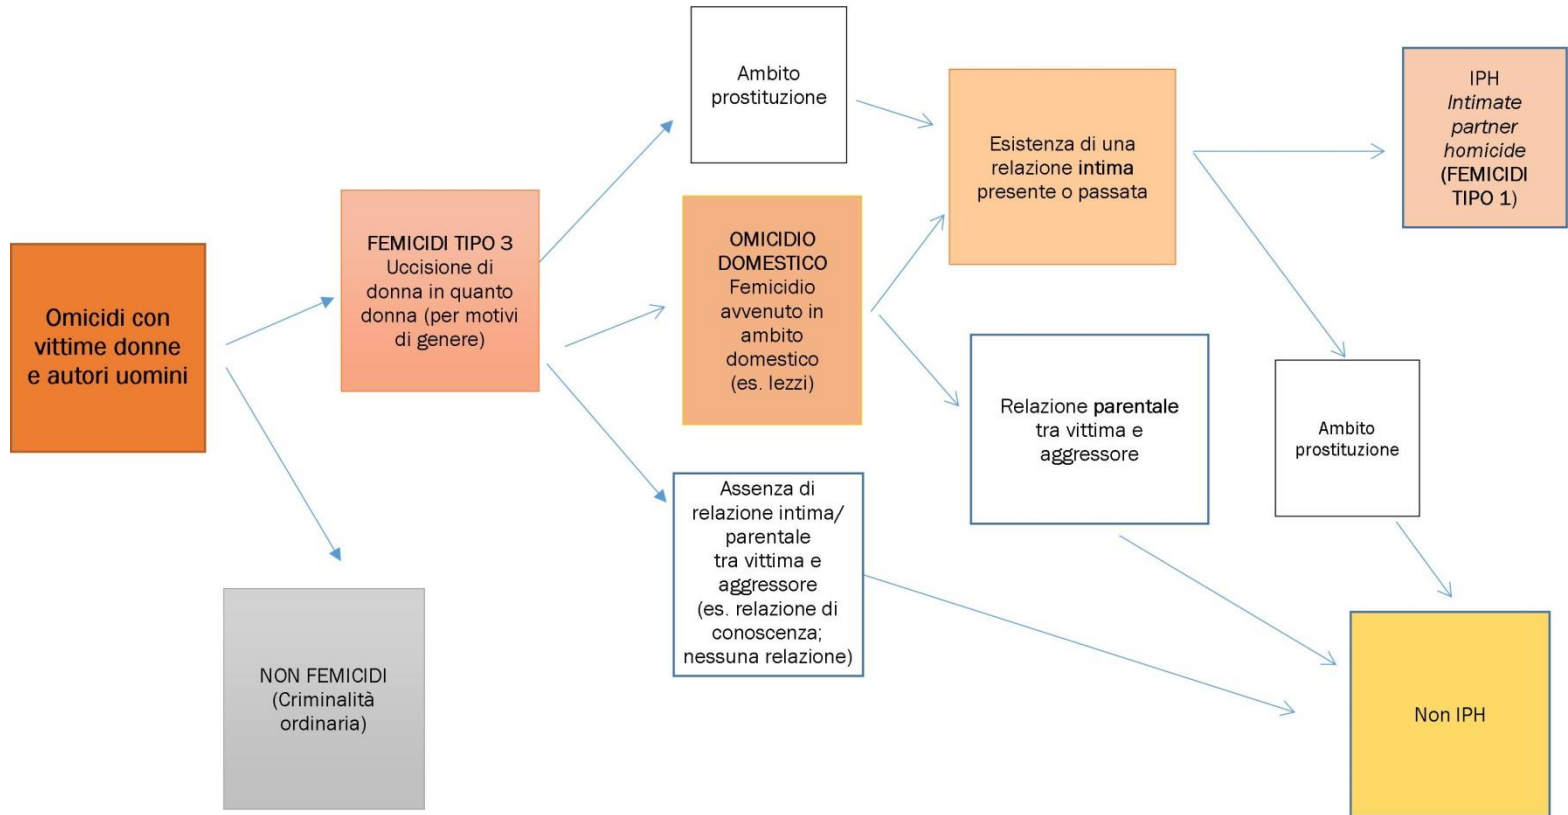 Omicidi con
vittime donne
e autori uomini
FEMICIDI TIPO 3
Uccisione di
donna in quanto
donna (per motivi
di genere)
NON FEMICIDI
(Criminalità
ordinaria)
Ambito
prostituzione
OMICIDIO
DOMESTICO
Femicidio
avvenuto in
ambito
domestico
(es. Iezzi)
Assenza di
relazione intima/
parentale
tra vittima e
aggressore
(es. relazione di
conoscenza;
nessuna relazione)
Esistenza di una
relazione intima
presente o passata
Relazione parentale
tra vittima e
aggressore
IPH
Intimate
partner
homicide
(FEMICIDI
TIPO 1)
Ambito
prostituzione
Non IPH